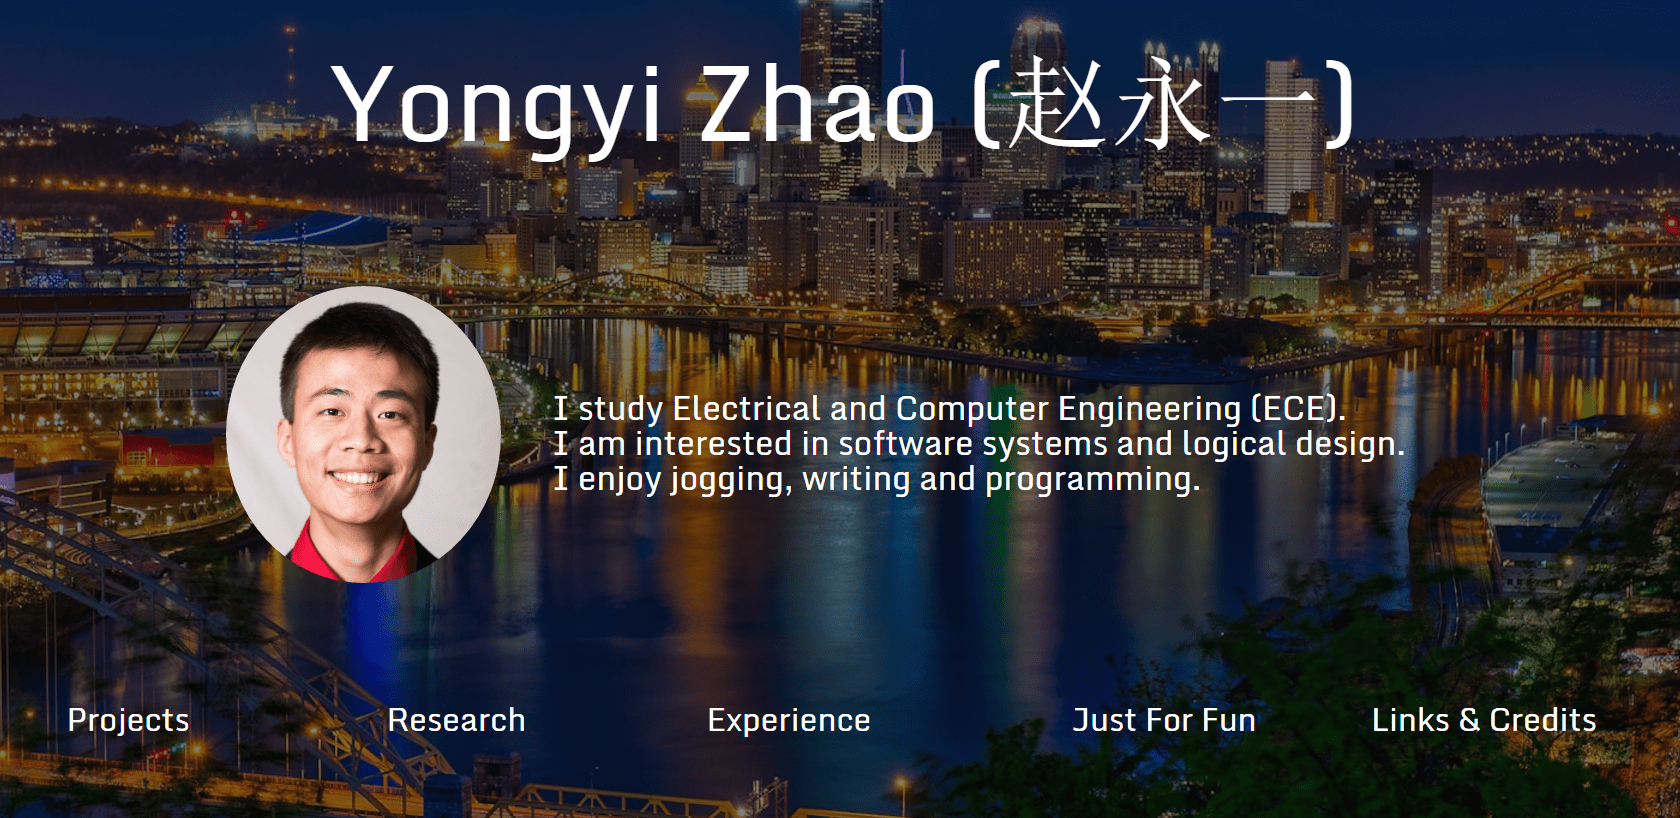 Yongyi Zhao (赵永一)
I study Electrical and Computer Engineering (ECE).
I am interested in software systems and logical design.
I enjoy jogging, writing and programming.
Projects
Research
Experience
Just For Fun
Links & Credits